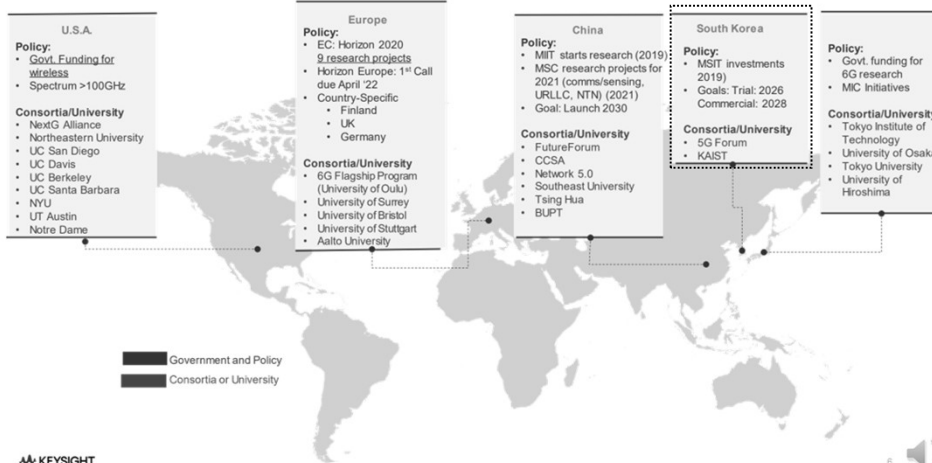 U.S.A.
Policy:
• Govt. Funding for
wireless
• Spectrum >100GHz
Consortia/University
• NextG Alliance
• Northeastern University
• UC San Diego
• UC Davis
• UC Berkeley
• UC Santa Barbara
• NYU
• UT Austin
• Notre Dame
Europe
Policy:
• EC: Horizon 2020
9 research projects
• Horizon Europe: 1st Call
due April '22
• Country-Specific
• Finland
• UK
• Germany
Consortia/University
• 6G Flagship Program
(University of Oulu)
• University of Surrey
• University of Bristol
• University of Stuttgart
• Aalto University
China
Policy:
• MIIT starts research (2019)
• MSC research projects for
2021 (comms/sensing,
URLLC, NTN) (2021)
• Goal: Launch 2030
Consortia/University
• FutureForum
• CCSA
• Network 5.0
• Southeast University
• Tsing Hua
• BUPT
South Korea
Policy:
• MSIT investments
2019)
• Goals: Trial: 2026
Commercial: 2028
Consortia/University
• 5G Forum
• KAIST
Policy:
• Govt. funding for
6G research
• MIC Initiatives
Consortia/University
• Tokyo Institute of
Technology
• University of Osaka
• Tokyo University
• University of
Hiroshima
Government and Policy
Consortia or University
KEYSIGHT